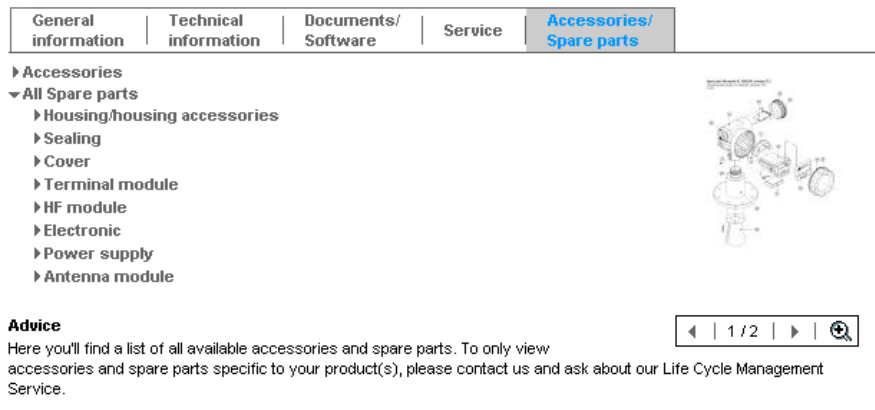 General information
Technical information
Documents/ Software
Service
Accessories/ Spare parts
Accessories
All Spare parts
Housing/housing accessories
Sealing
Cover
Terminal module
HF module
Electronic
Power supply
Antenna module
Advice
1 / 2
Here you'll find a list of all available accessories and spare parts. To only view
accessories and spare parts specific to your product(s), please contact us and ask about our Life Cycle Management
Service.